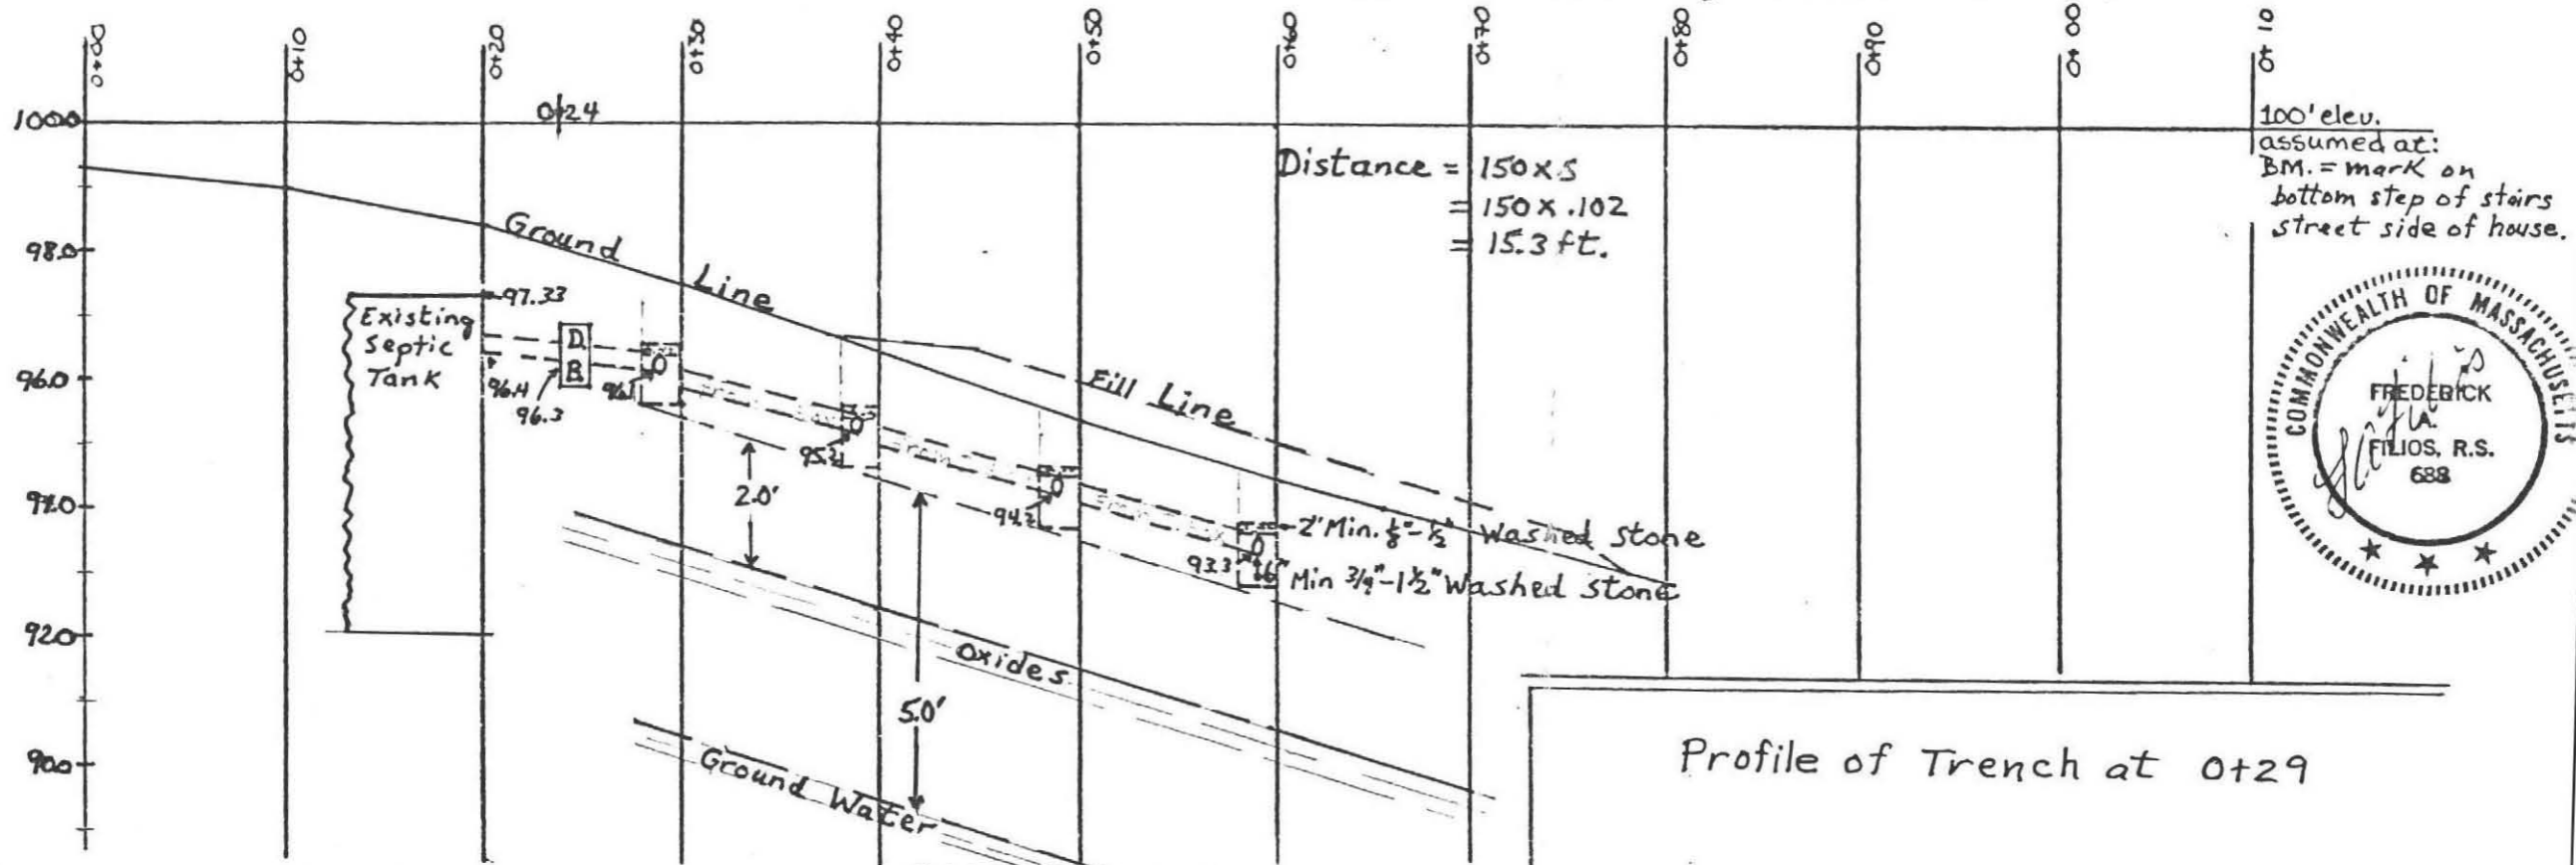 0+00
0+10
0+20
0+30
0+40
0+50
0+60
0+70
0+80
0+90
0+00
0+10
0+24
100.0
98.0
96.0
94.0
92.0
90.0
100' elev.
assumed at:
BM. = mark on
bottom step of stairs
street side of house.
Distance = 150 x S
= 150 x .102
= 15.3 ft.
Ground Line
Fill Line
97.33
Existing
Septic
Tank
D.
B.
96.4
96.3
96.1
94.2
93.3
2.0'
5.0'
2" Min. ⅛"-½" Washed Stone
6" Min 3/4"-1½" Washed Stone
Oxides
Ground Water
Profile of Trench at 0+29
COMMONWEALTH OF MASSACHUSETTS
FREDERICK
A.
FILIOS, R.S.
688